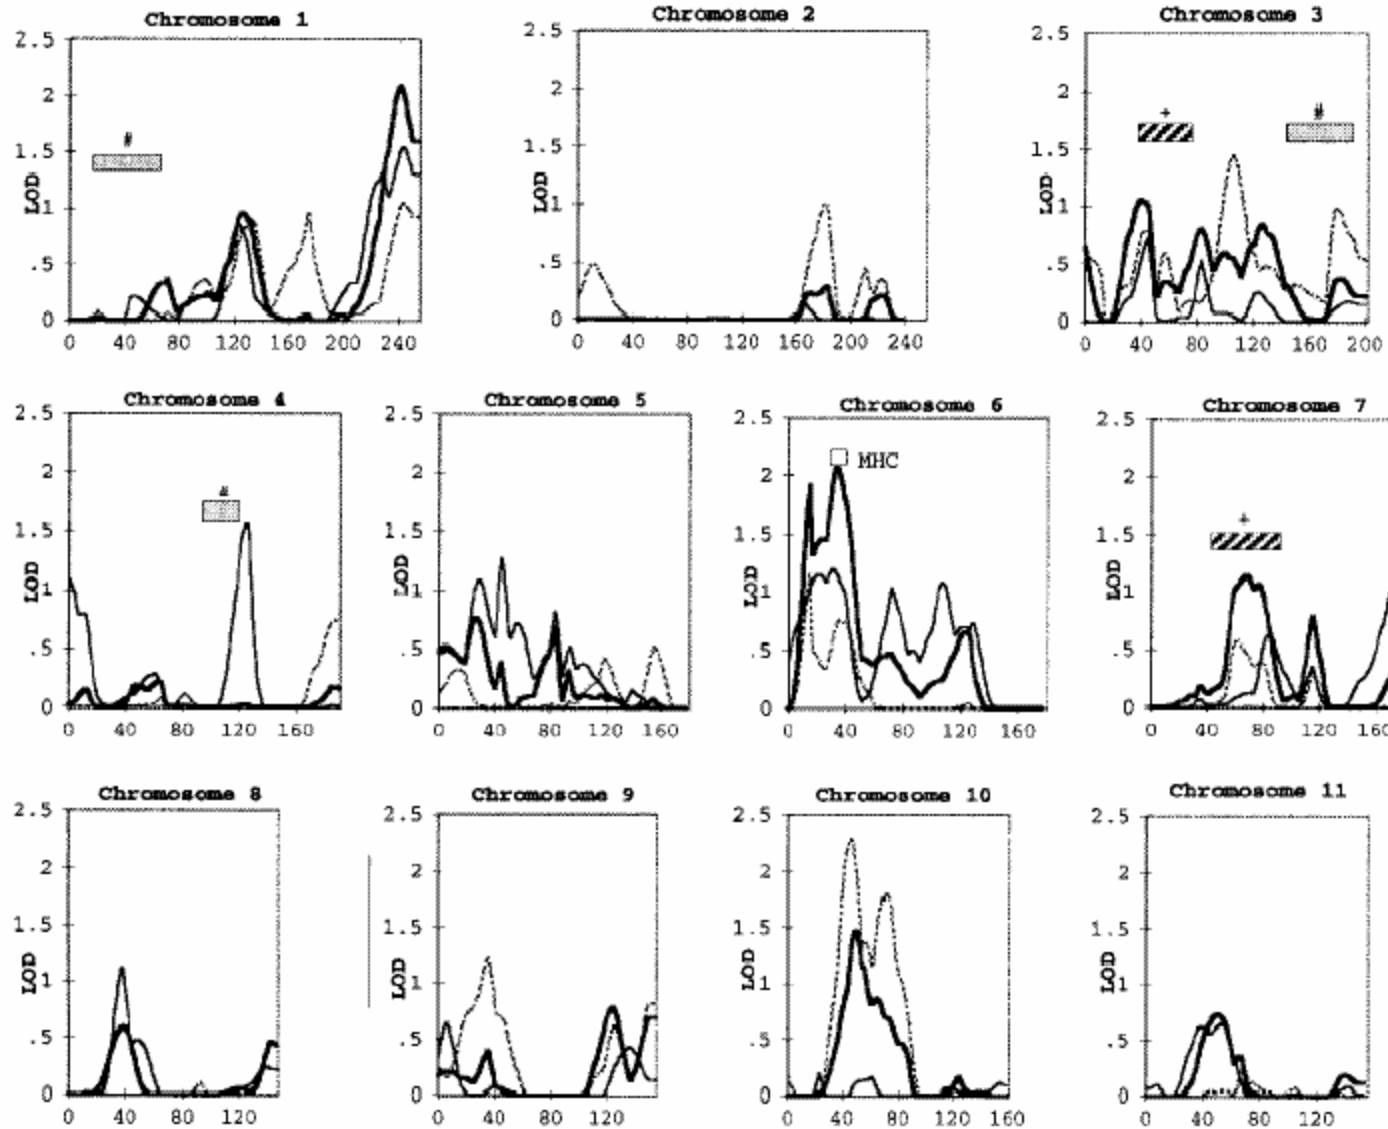 Chromosome 1
2.5
2
1.5
1
.5
0
LOD
#
0 40 80 120 160 200 240
Chromosome 2
2.5
2
1.5
1
.5
0
LOD
0 40 80 120 160 200 240
Chromosome 3
2.5
2
1.5
1
.5
0
LOD
+ #
0 40 80 120 160 200
Chromosome 4
2.5
2
1.5
1
.5
0
LOD
#
0 40 80 120 160
Chromosome 5
2.5
2
1.5
1
.5
0
LOD
0 40 80 120 160
Chromosome 6
2.5
2
1.5
1
.5
0
LOD
MHC
0 40 80 120 160
Chromosome 7
2.5
2
1.5
1
.5
0
LOD
+
0 40 80 120 160
Chromosome 8
2.5
2
1.5
1
.5
0
LOD
0 40 80 120
Chromosome 9
2.5
2
1.5
1
.5
0
LOD
0 40 80 120
Chromosome 10
2.5
2
1.5
1
.5
0
LOD
0 40 80 120 160
Chromosome 11
2.5
2
1.5
1
.5
0
LOD
0 40 80 120